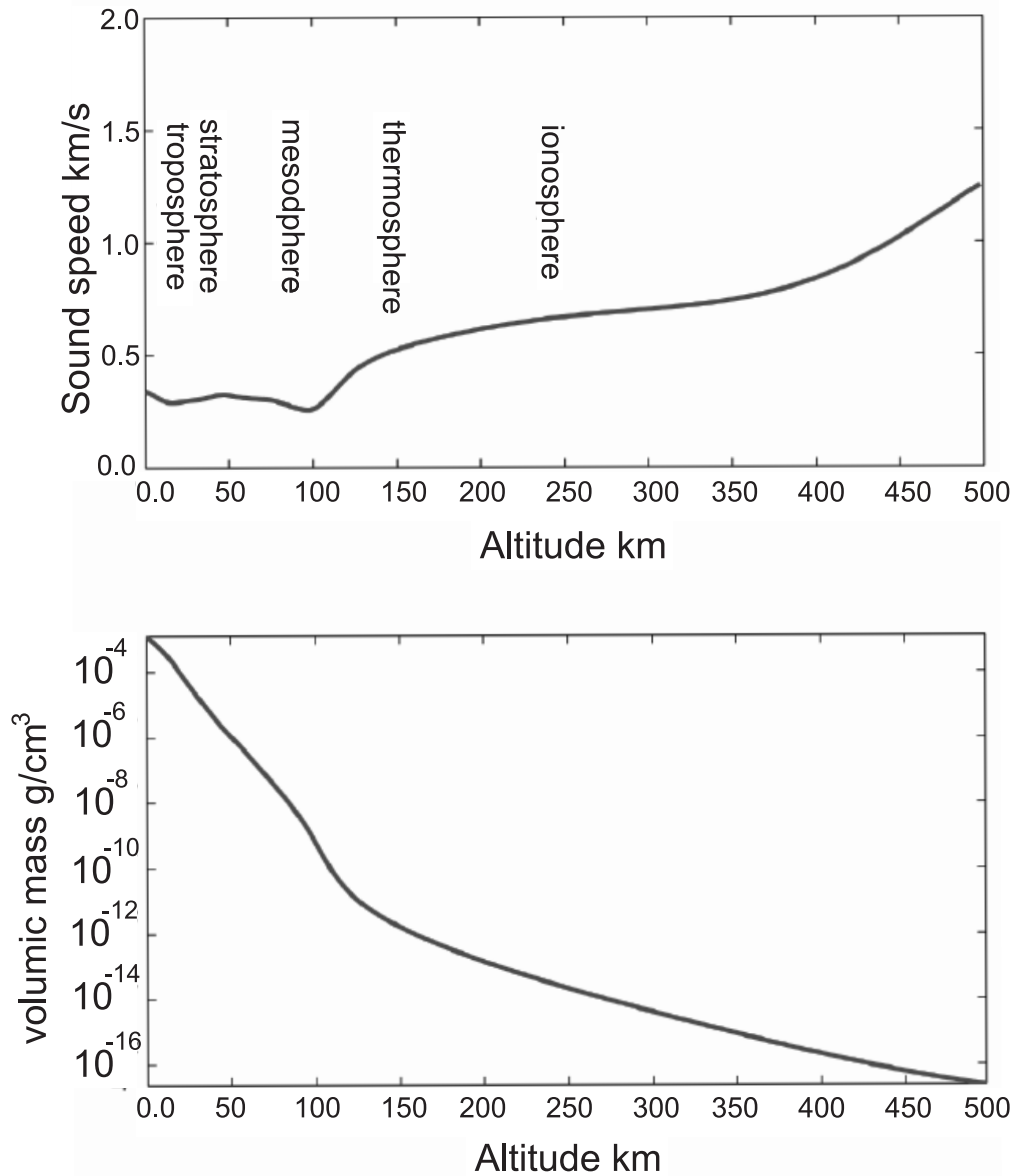 2.0
1.5
1.0
0.5
0.0
Sound speed km/s
troposphere
stratosphere
mesodphere
thermosphere
ionosphere
0.0 50 100 150 200 250 300 350 400 450 500
Altitude km
10-4
10-6
10-8
10-10
10-12
10-14
10-16
volumic mass g/cm3
0.0 50 100 150 200 250 300 350 400 450 500
Altitude km